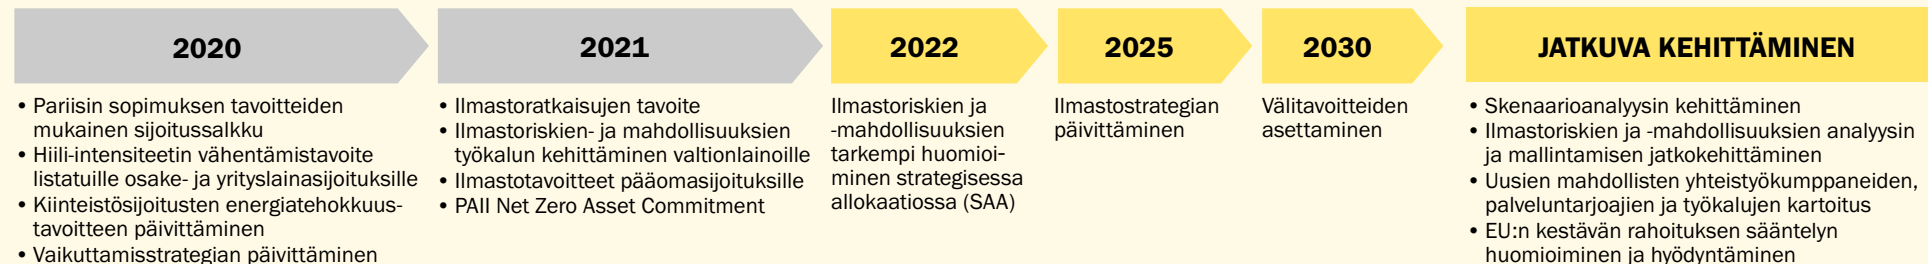 2020
• Pariisin sopimuksen tavoitteiden
mukainen sijoitussalkku
• Hiili-intensiteetin vähentämistavoite
listatuille osake- ja yrityslainasijoituksille
• Kiinteistösijoitusten energiatehokkuus-
tavoitteen päivittäminen
• Vaikuttamisstrategian päivittäminen
2021
• Ilmastoratkaisujen tavoite
• Ilmastoriskien- ja mahdollisuuksien
työkalun kehittäminen valtionlainoille
• Ilmastotavoitteet pääomasijoituksille
• PAII Net Zero Asset Commitment
2022
Ilmastoriskien ja
-mahdollisuuksien
tarkempi huomioi-
minen strategisessa
allokaatiossa (SAA)
2025
Ilmastostrategian
päivittäminen
2030
Välitavoitteiden
asettaminen
JATKUVA KEHITTÄMINEN
• Skenaarioanalyysin kehittäminen
• Ilmastoriskien ja -mahdollisuuksien analyysin
ja mallintamisen jatkokehittäminen
• Uusien mahdollisten yhteistyökumppaneiden,
palveluntarjoajien ja työkalujen kartoitus
• EU:n kestävän rahoituksen sääntelyn
huomioiminen ja hyödyntäminen